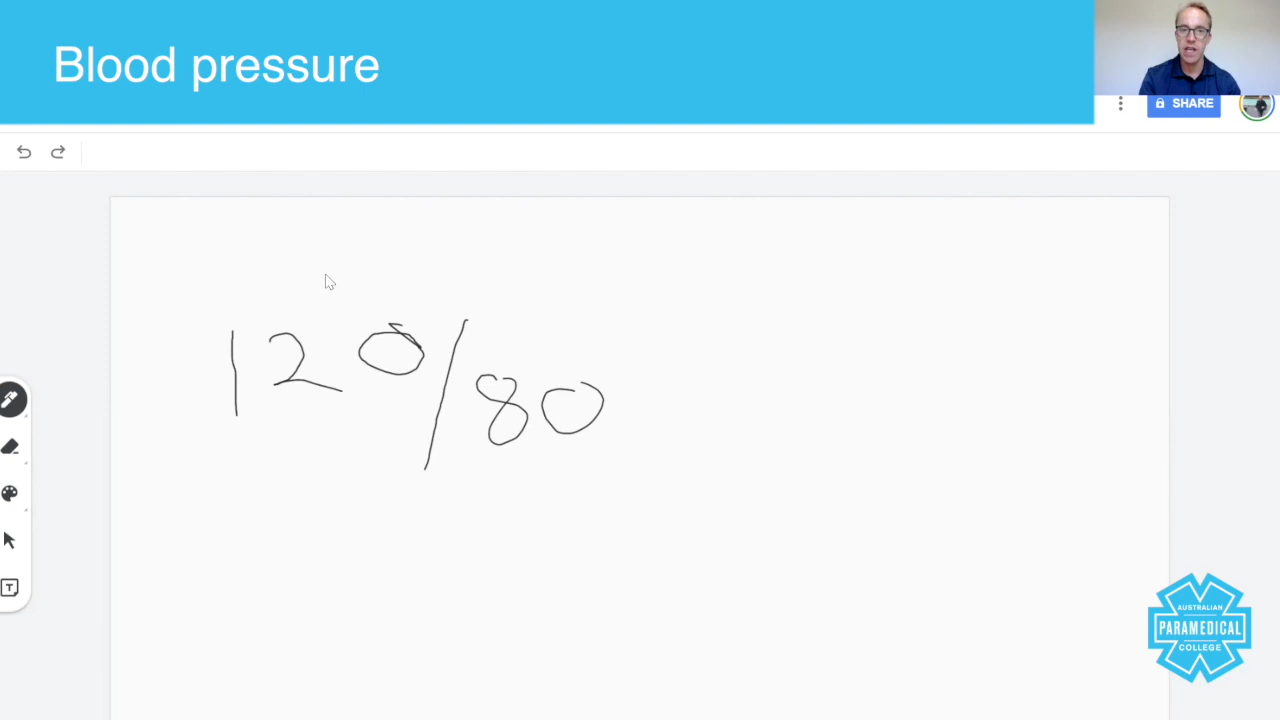 Blood pressure
SHARE
120/80
T
AUSTRALIAN
PARAMEDICAL
COLLEGE